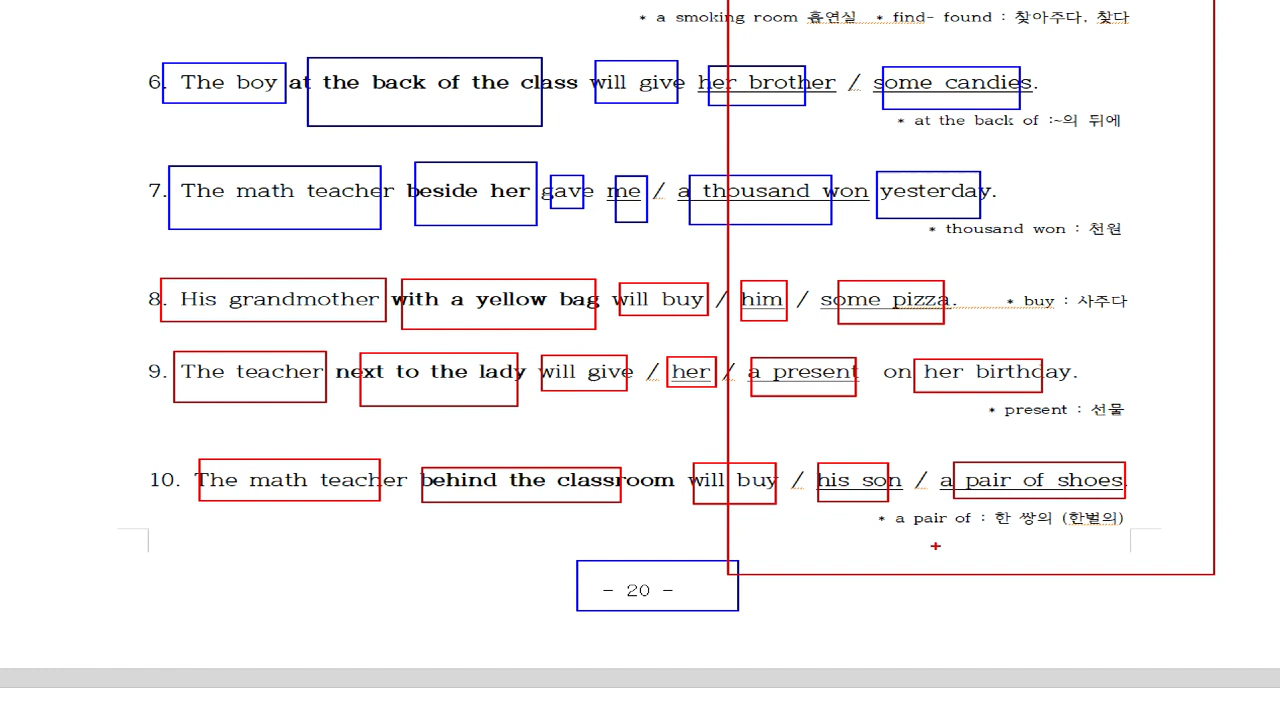 * a smoking room 흡연실 * find- found : 찾아주다, 찾다
6. The boy at the back of the class will give her brother / some candies.
* at the back of :~의 뒤에
7. The math teacher beside her gave me / a thousand won yesterday.
* thousand won : 천원
8. His grandmother with a yellow bag will buy / him / some pizza. * buy : 사주다
9. The teacher next to the lady will give / her / a present on her birthday.
* present : 선물
10. The math teacher behind the classroom will buy / his son / a pair of shoes.
* a pair of : 한 쌍의 (한벌의)
- 20 -